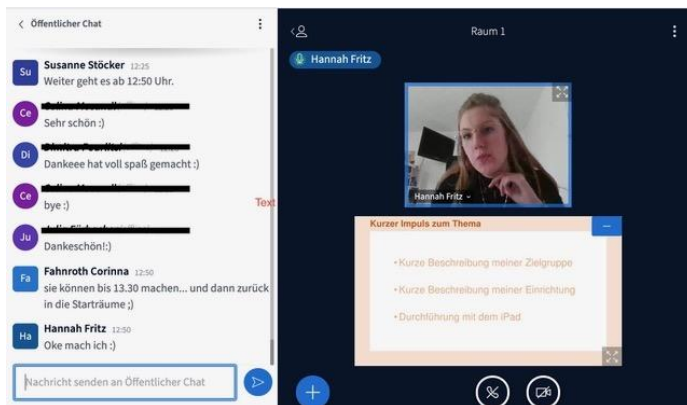 Öffentlicher Chat
Su
Susanne Stöcker 12:25
Weiter geht es ab 12:50 Uhr.
Ce
Sehr schön :)
Di
Dankeee hat voll spaß gemacht :)
Ce
bye :)
Ju
Dankeschön!:)
Fa
Fahnroth Corinna 12:50
sie können bis 13.30 machen... und dann zurück
in die Starträume ;)
Ha
Hannah Fritz 12:50
Oke mach ich :)
Nachricht senden an Öffentlicher Chat
Text
Raum 1
Hannah Fritz
Hannah Fritz
Kurzer Impuls zum Thema
•Kurze Beschreibung meiner Zielgruppe
•Kurze Beschreibung meiner Einrichtung
•Durchführung mit dem iPad